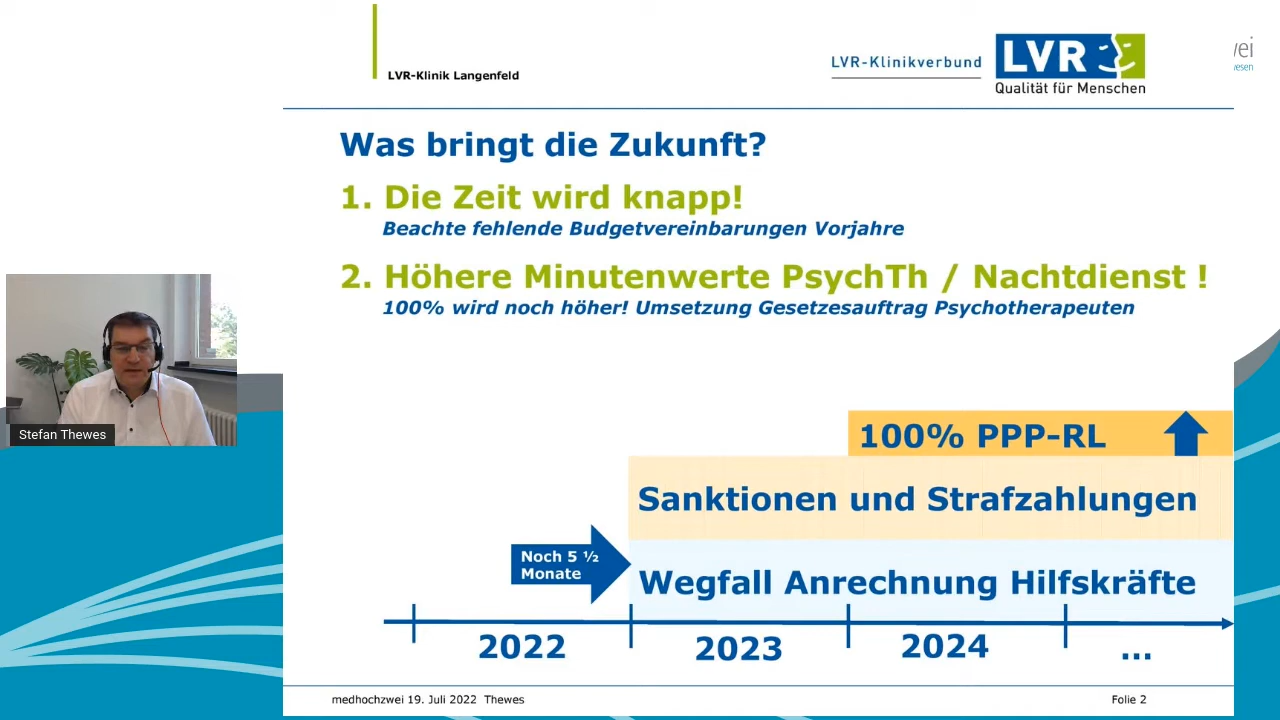 LVR-Klinik Langenfeld
LVR-Klinikverbund
LVR
Qualität für Menschen
Was bringt die Zukunft?
1. Die Zeit wird knapp!
Beachte fehlende Budgetvereinbarungen Vorjahre
2. Höhere Minutenwerte PsychTh / Nachtdienst !
100% wird noch höher! Umsetzung Gesetzesauftrag Psychotherapeuten
Stefan Thewes
100% PPP-RL
Sanktionen und Strafzahlungen
Noch 5 ½
Monate
Wegfall Anrechnung Hilfskräfte
2022
2023
2024
...
medhochzwei 19. Juli 2022 Thewes
Folie 2